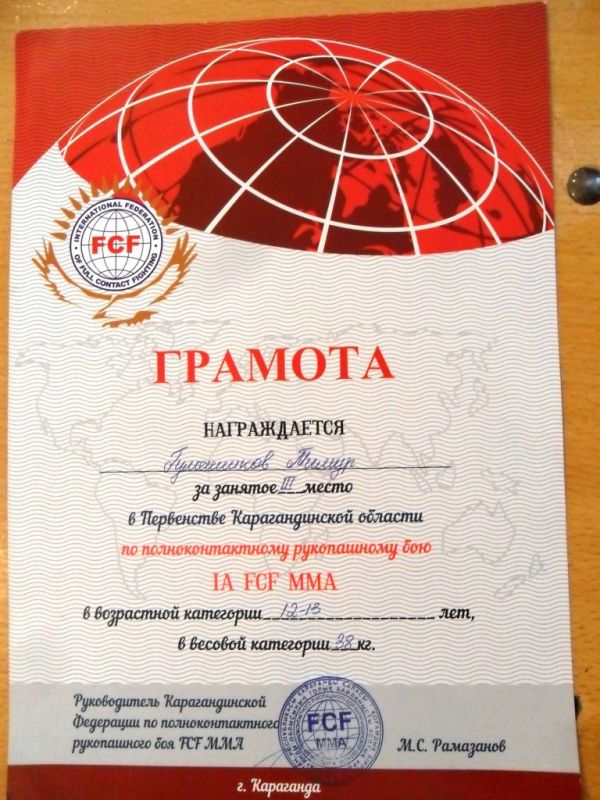 INTERNATIONAL FEDERATION
FCF
OF FULL CONTACT FIGHTING
ГРАМОТА
НАГРАЖДАЕТСЯ
Тимур
за занятое III место
в Первенстве Карагандинской области
по полноконтактному рукопашному бою
IA FCF MMA
в возрастной категории 12-13 лет,
в весовой категории 38 кг.
Руководитель Карагандинской
Федерации по полноконтактного
рукопашного боя FCF MMA
FCF
MMA
М.С. Рамазанов
г. Караганда